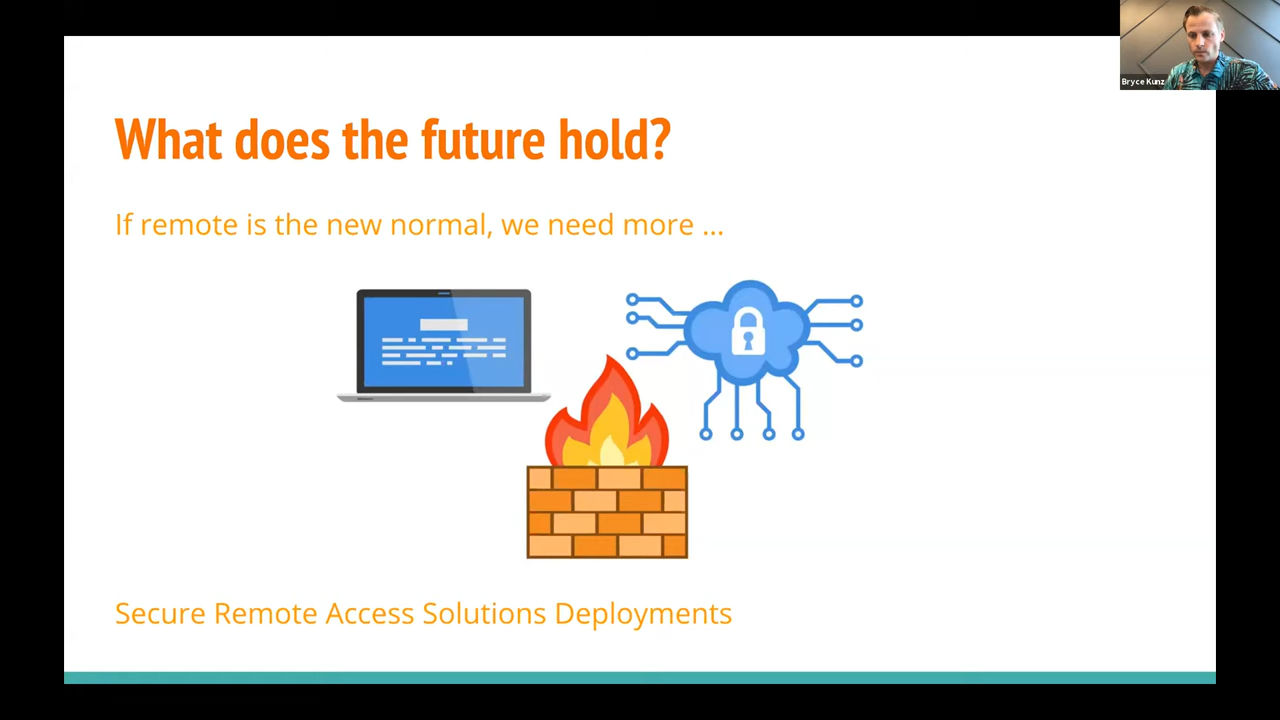 Bryce Kunz
What does the future hold?
If remote is the new normal, we need more ...
Secure Remote Access Solutions Deployments